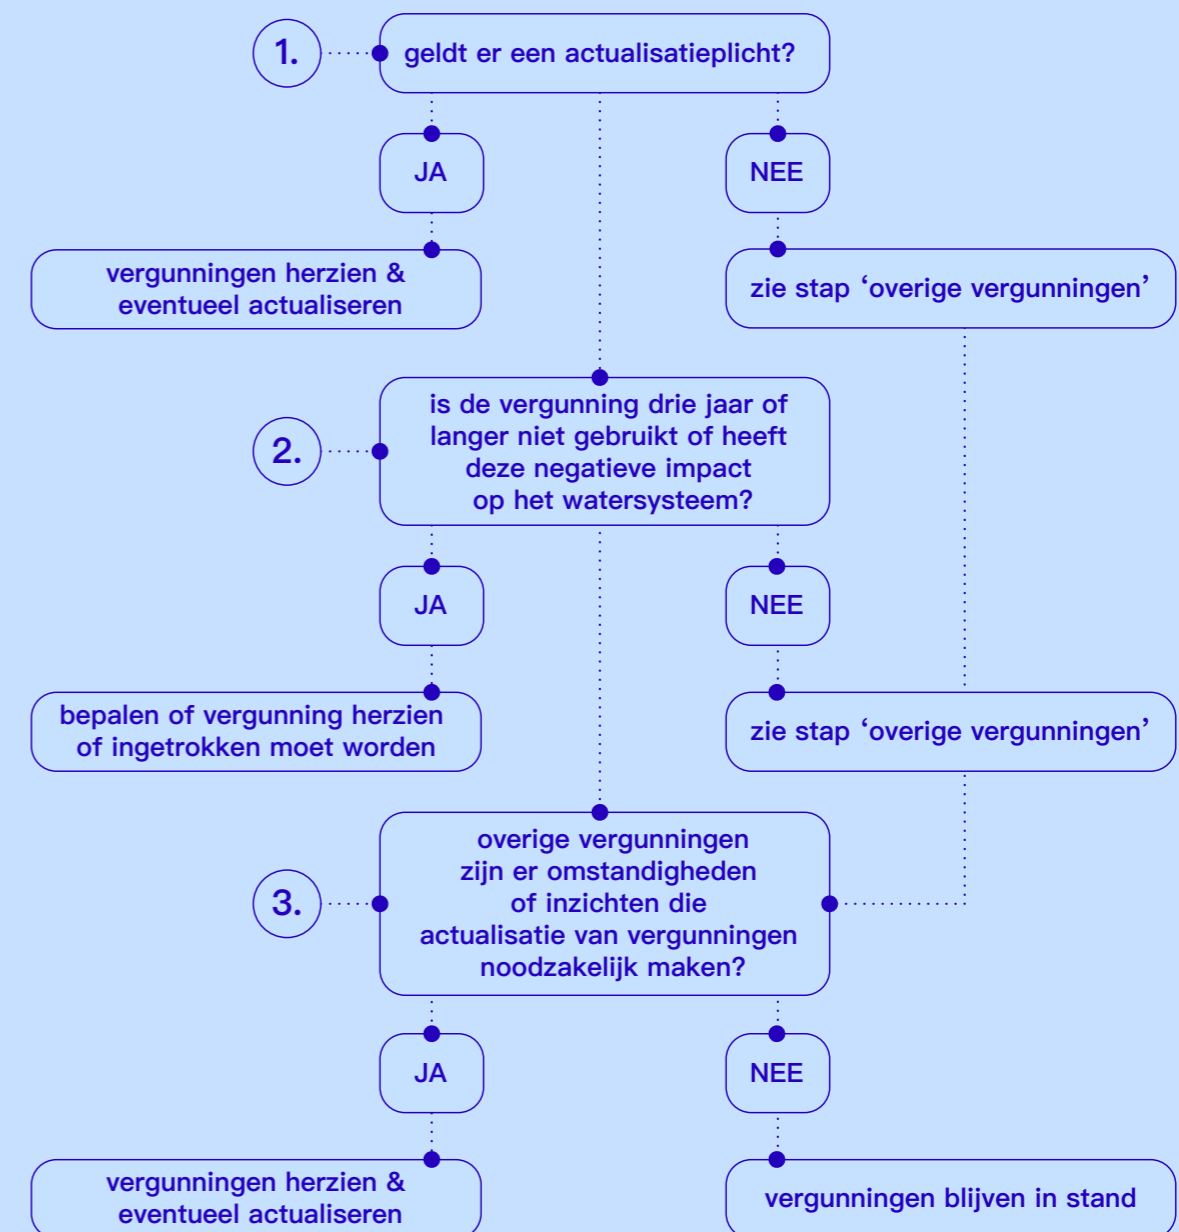 1.
geldt er een actualisatieplicht?
JA
NEE
vergunningen herzien &
eventueel actualiseren
zie stap ‘overige vergunningen’
2.
is de vergunning drie jaar of
langer niet gebruikt of heeft
deze negatieve impact
op het watersysteem?
JA
NEE
bepalen of vergunning herzien
of ingetrokken moet worden
zie stap ‘overige vergunningen’
3.
overige vergunningen
zijn er omstandigheden
of inzichten die
actualisatie van vergunningen
noodzakelijk maken?
JA
NEE
vergunningen herzien &
eventueel actualiseren
vergunningen blijven in stand